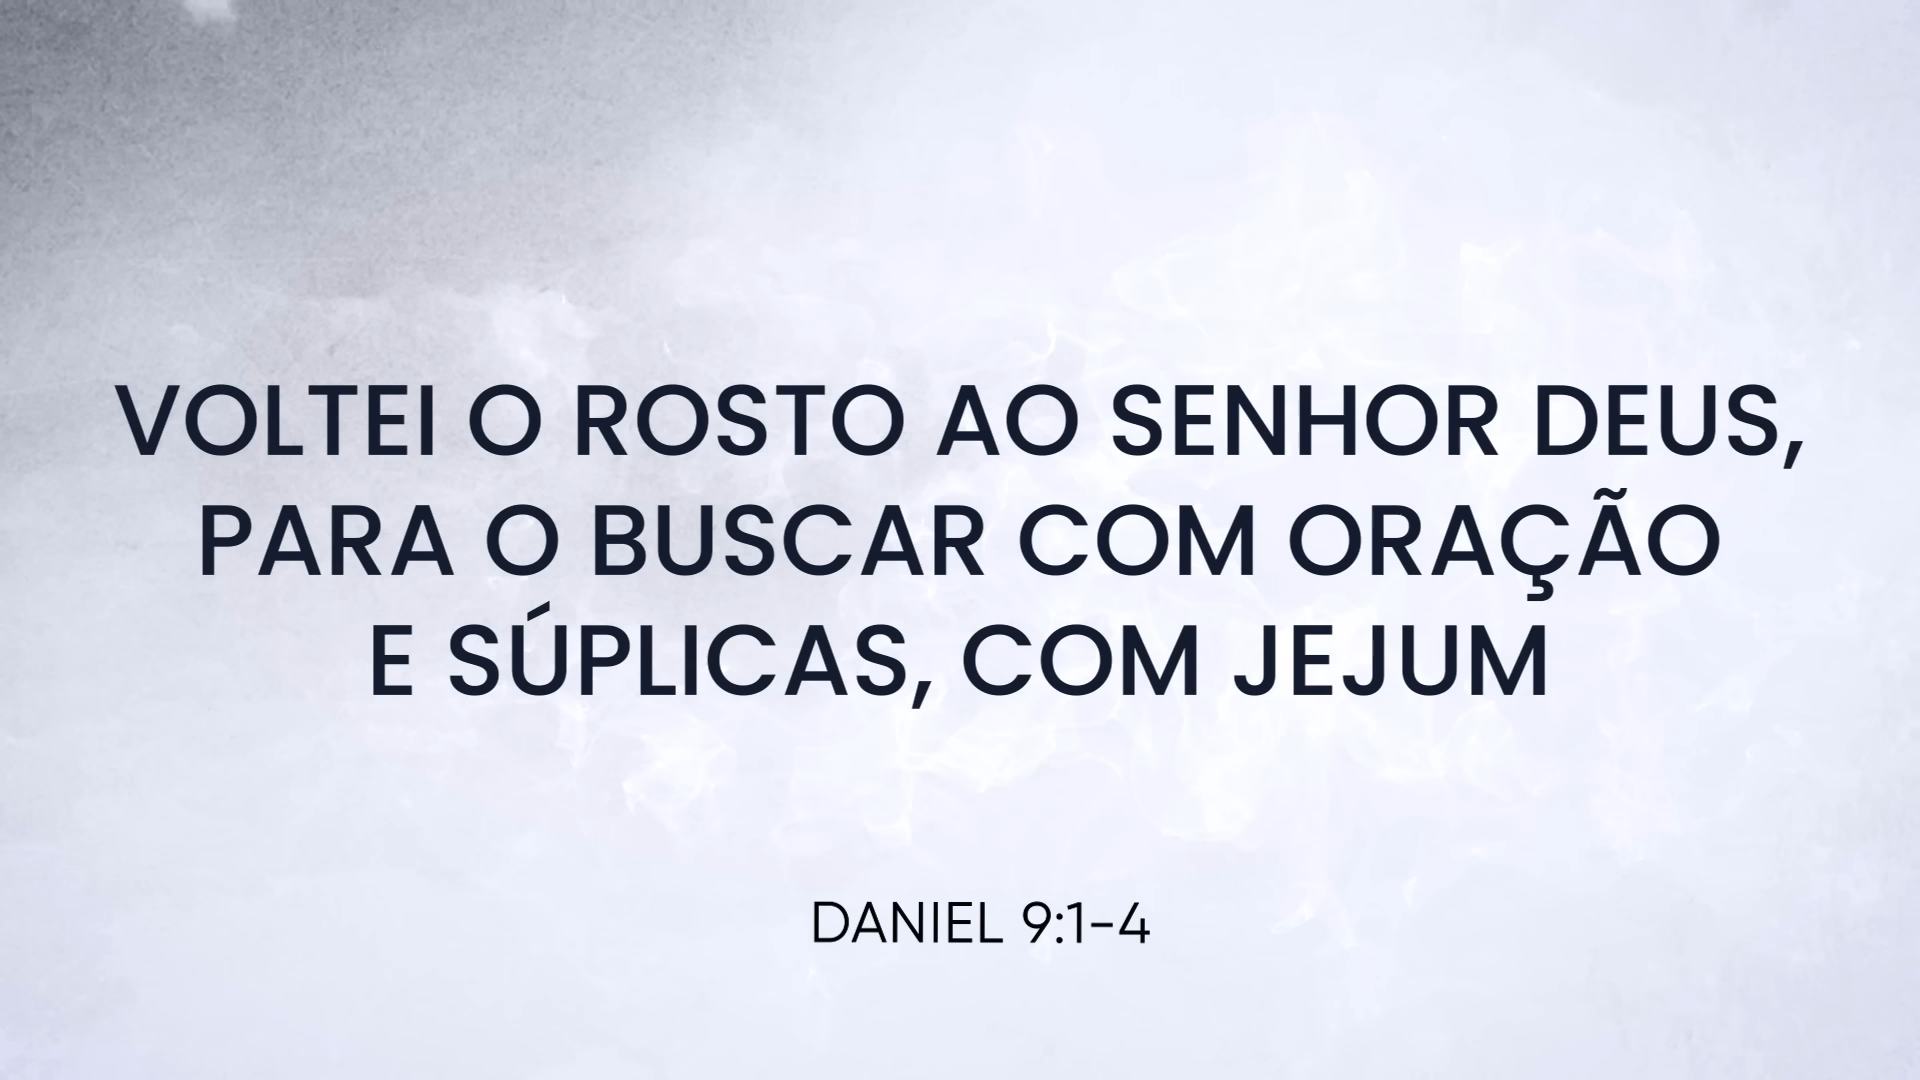 VOLTEI O ROSTO AO SENHOR DEUS,
PARA O BUSCAR COM ORAÇÃO
E SÚPLICAS, COM JEJUM
DANIEL 9:1-4